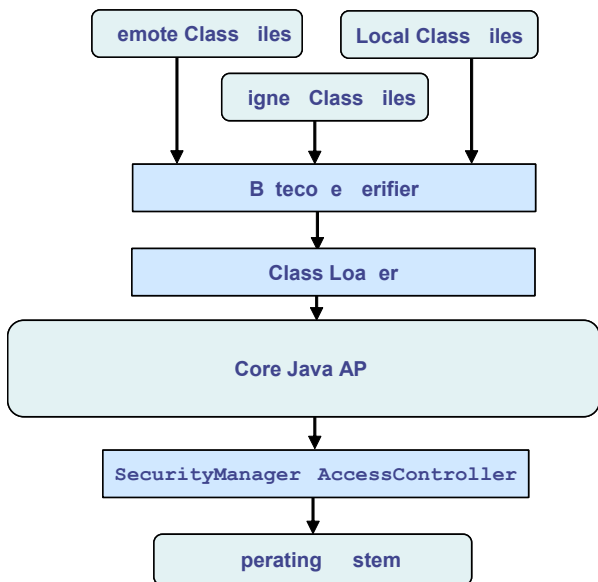 emote Class iles
Local Class iles
igne Class iles
B teco e erifier
Class Loa er
Core Java AP
SecurityManager AccessController
perating stem